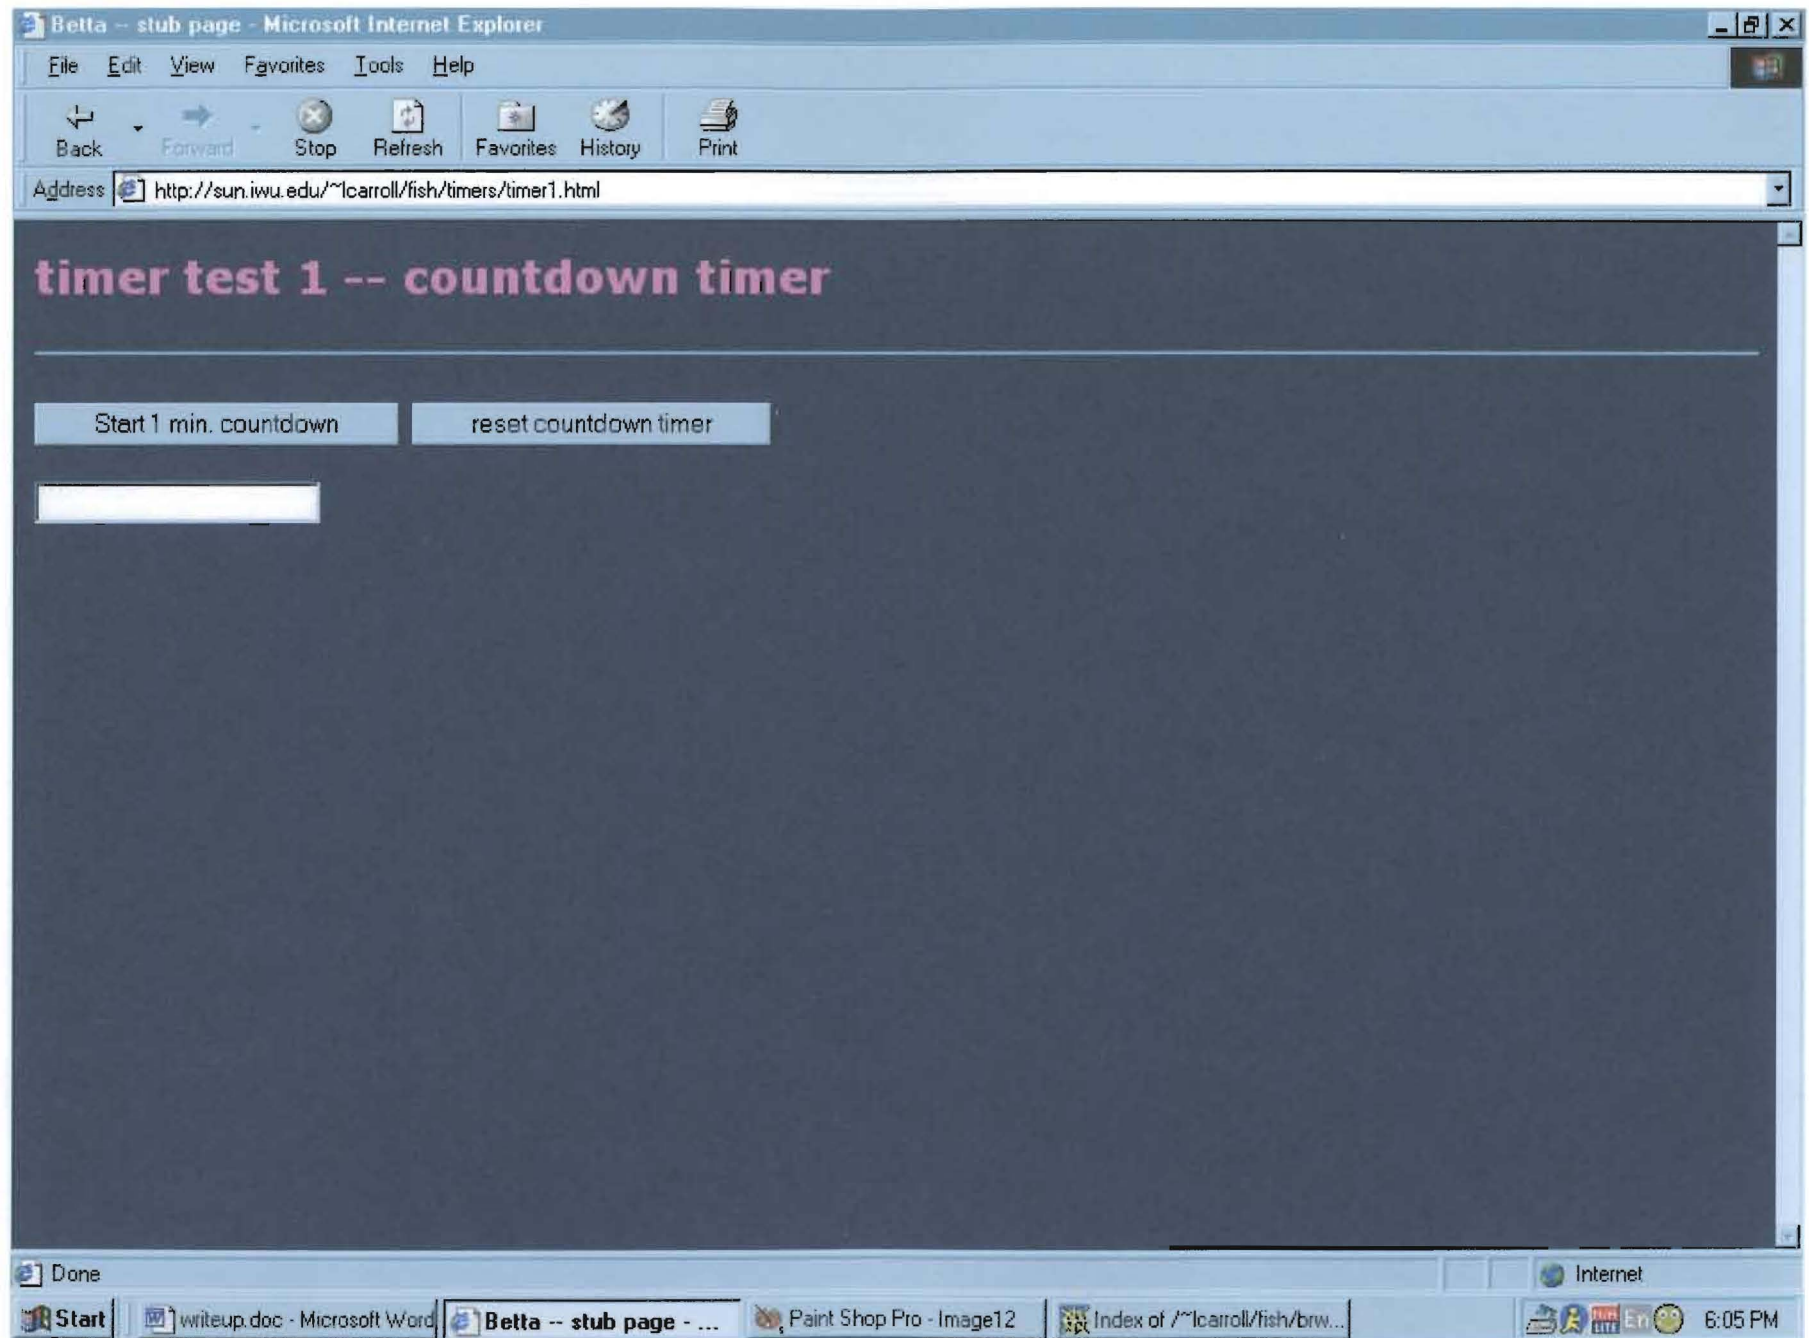 Betta -- stub page - Microsoft Internet Explorer
File Edit View Favorites Tools Help
Back Forward Stop Refresh Favorites History Print
Address http://sun.iwu.edu/~lcarroll/fish/timers/timer1.html
timer test 1 -- countdown timer
Start 1 min. countdown reset countdown timer
Done Internet
Start writeup.doc - Microsoft Word Betta -- stub page - ... Paint Shop Pro - Image12 Index of /~lcarroll/fish/brw... En 6:05 PM